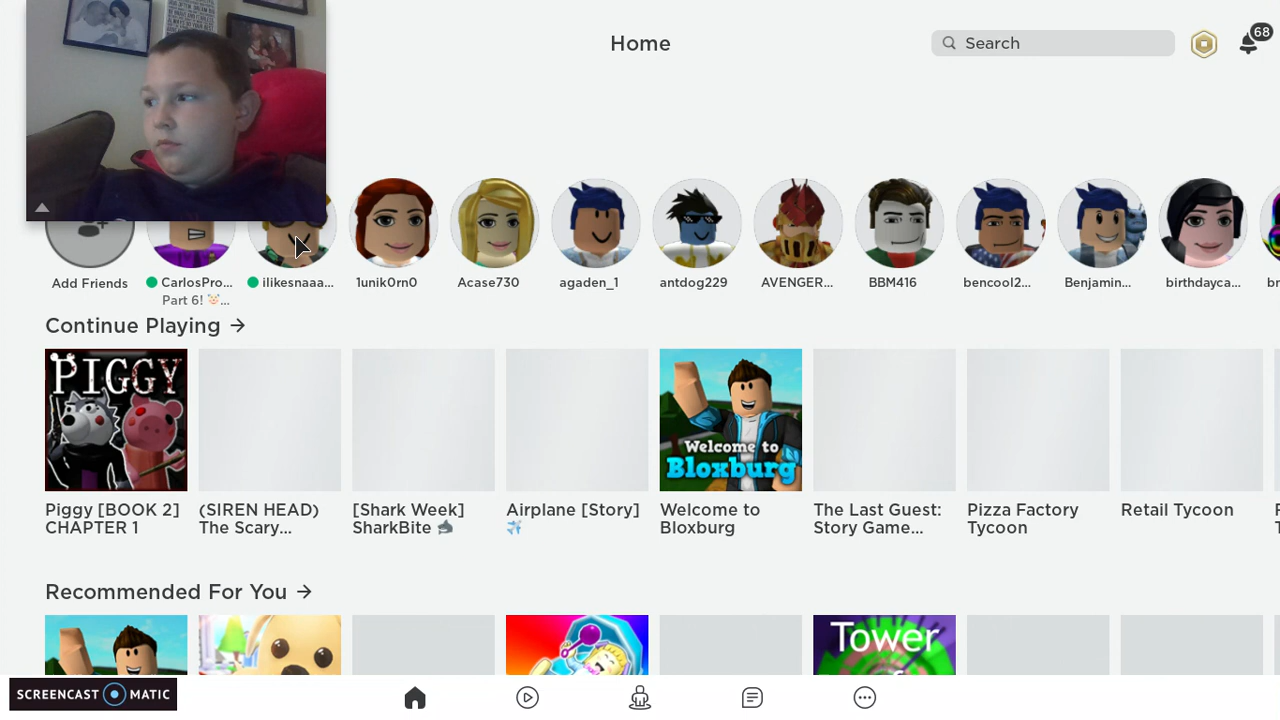 Home
Search
68
Add Friends
CarlosPro...
Part 6! 🐷...
ilikesnaaa...
1unik0rn0
Acase730
agaden_1
antdog229
AVENGER...
BBM416
bencool2...
Benjamin...
birthdayca...
br
Continue Playing →
PIGGY
Welcome to
Bloxburg
Piggy [BOOK 2]
CHAPTER 1
(SIREN HEAD)
The Scary...
[Shark Week]
SharkBite 🦈
Airplane [Story]
✈️
Welcome to
Bloxburg
The Last Guest:
Story Game...
Pizza Factory
Tycoon
Retail Tycoon
Recommended For You →
Tower
SCREENCAST O MATIC